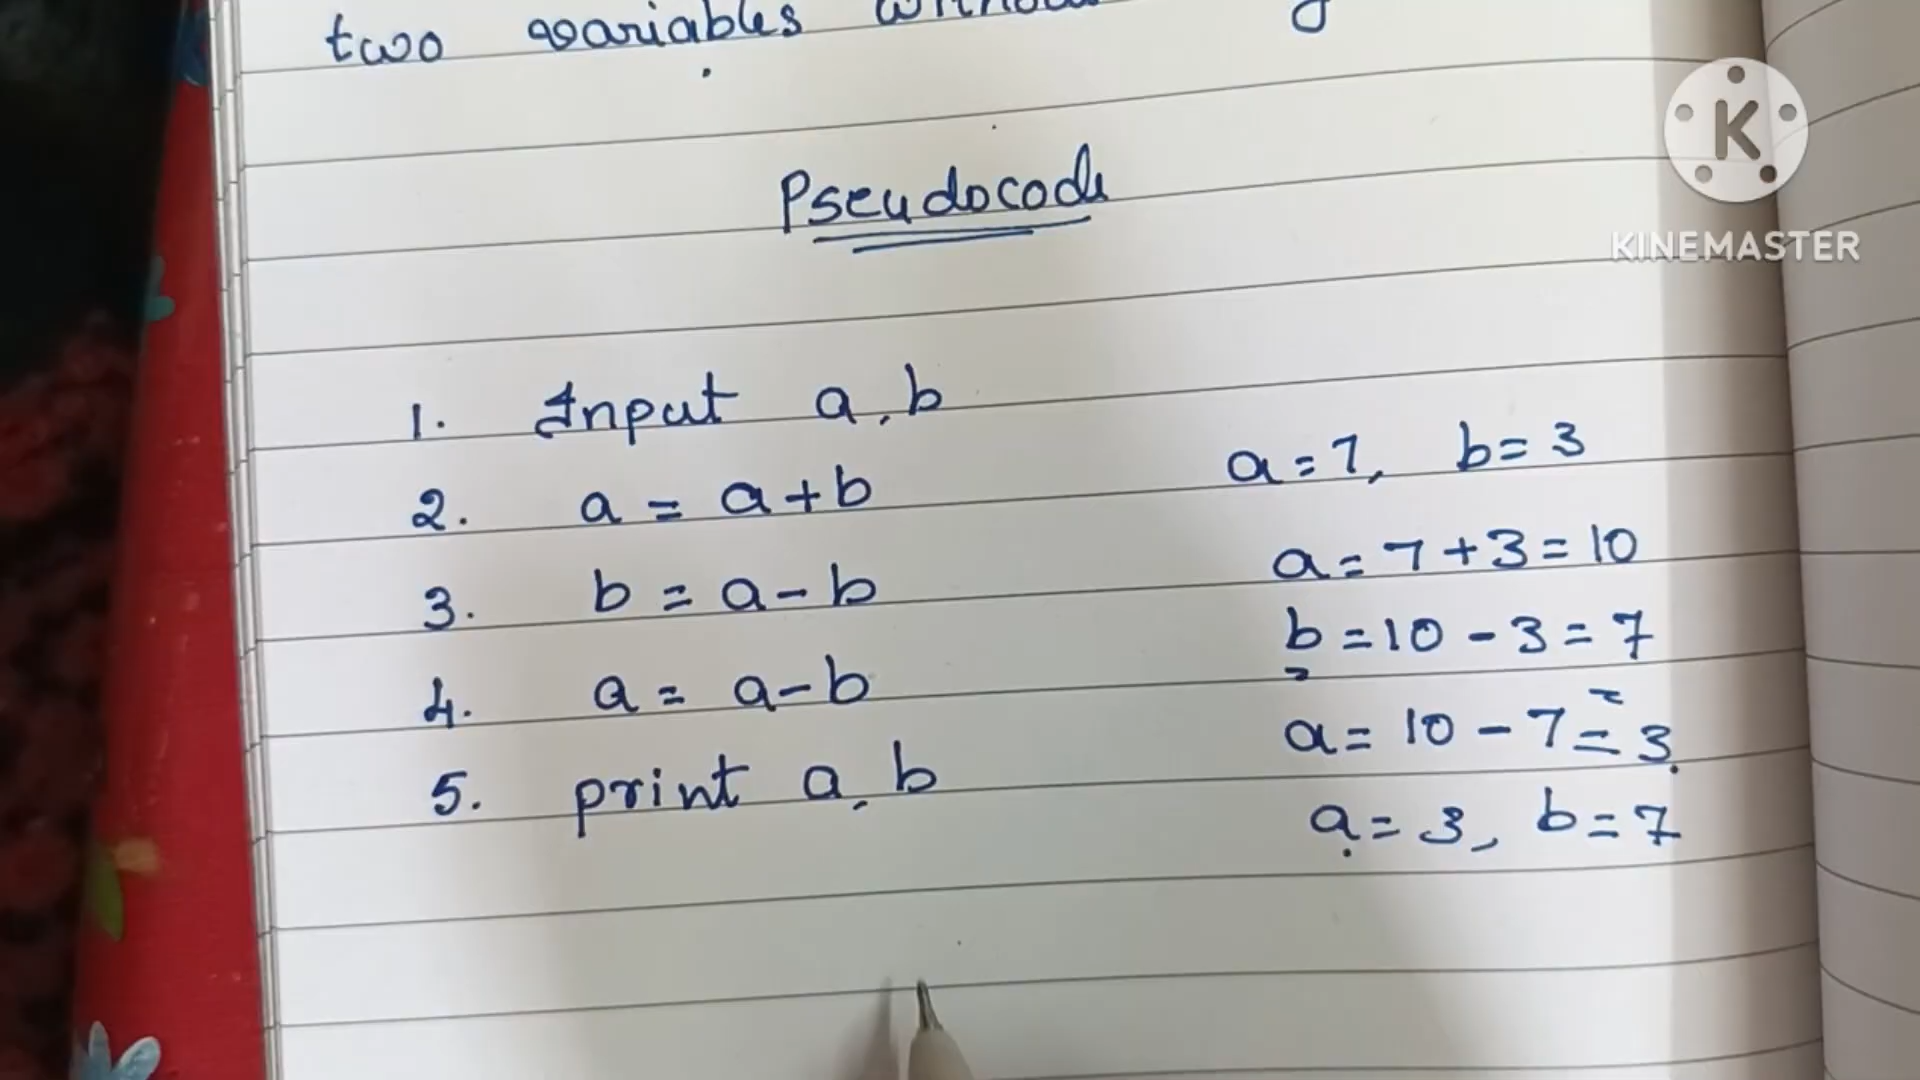 two variables
Pseudocode
1. Input a, b
2. a = a+b
3. b = a-b
4. a = a-b
5. print a, b
a=7, b=3
a=7+3=10
b=10-3=7
a=10-7=3
a=3, b=7
K
KINEMASTER